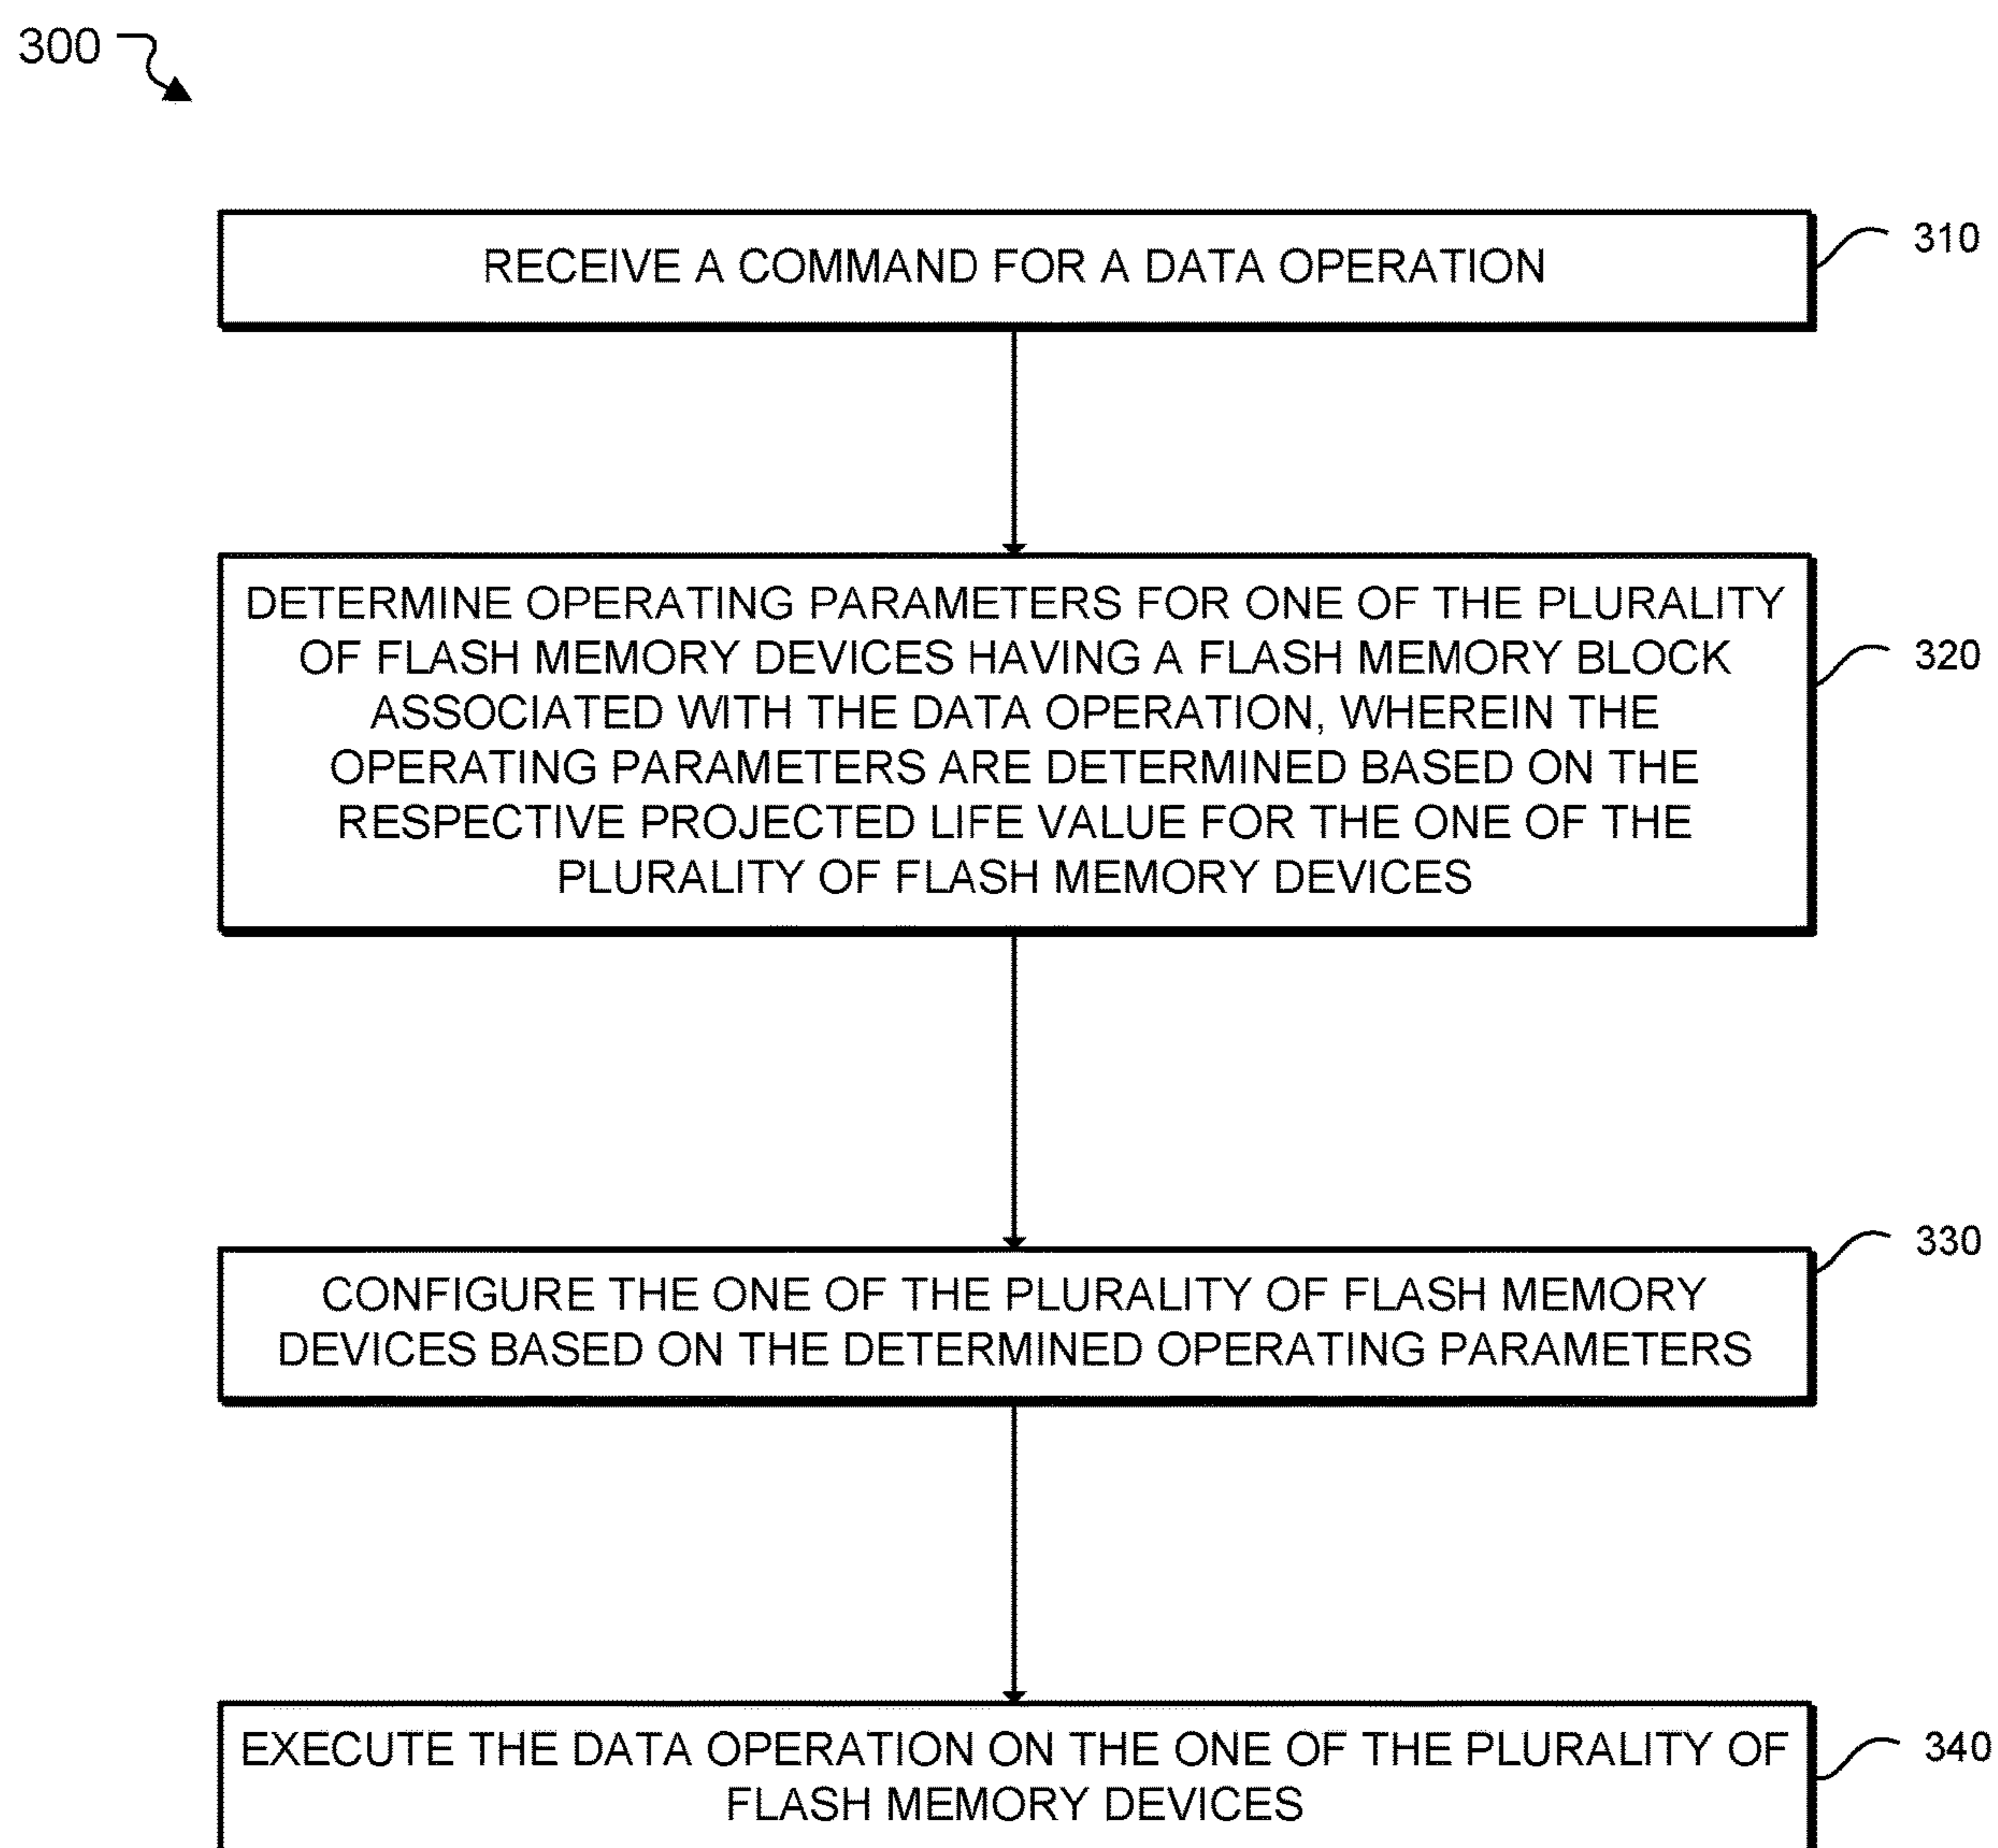 300
RECEIVE A COMMAND FOR A DATA OPERATION
310
DETERMINE OPERATING PARAMETERS FOR ONE OF THE PLURALITY
OF FLASH MEMORY DEVICES HAVING A FLASH MEMORY BLOCK
ASSOCIATED WITH THE DATA OPERATION, WHEREIN THE
OPERATING PARAMETERS ARE DETERMINED BASED ON THE
RESPECTIVE PROJECTED LIFE VALUE FOR THE ONE OF THE
PLURALITY OF FLASH MEMORY DEVICES
320
CONFIGURE THE ONE OF THE PLURALITY OF FLASH MEMORY
DEVICES BASED ON THE DETERMINED OPERATING PARAMETERS
330
EXECUTE THE DATA OPERATION ON THE ONE OF THE PLURALITY OF
FLASH MEMORY DEVICES
340